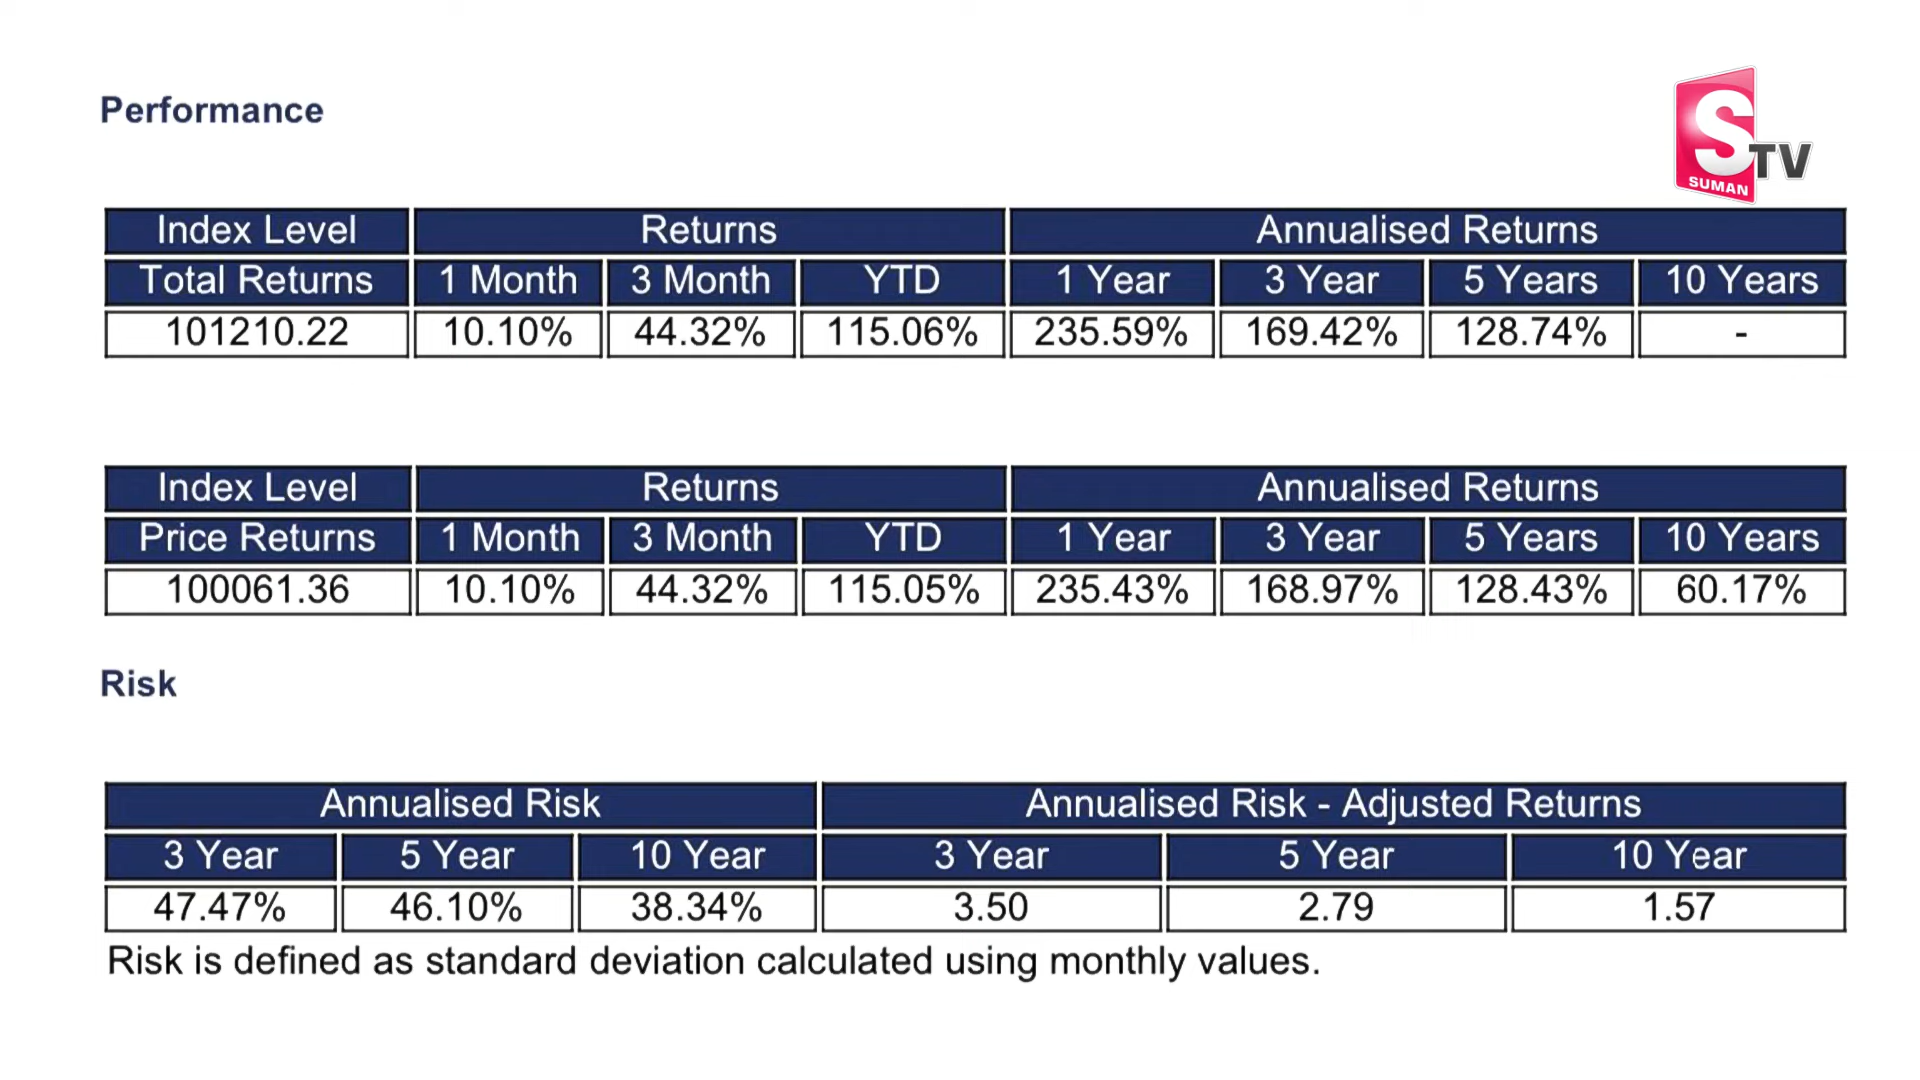 Performance
S TV
SUMAN
Index Level Returns Annualised Returns
Total Returns 1 Month 3 Month YTD 1 Year 3 Year 5 Years 10 Years
101210.22 10.10% 44.32% 115.06% 235.59% 169.42% 128.74% -
Index Level Returns Annualised Returns
Price Returns 1 Month 3 Month YTD 1 Year 3 Year 5 Years 10 Years
100061.36 10.10% 44.32% 115.05% 235.43% 168.97% 128.43% 60.17%
Risk
Annualised Risk Annualised Risk - Adjusted Returns
3 Year 5 Year 10 Year 3 Year 5 Year 10 Year
47.47% 46.10% 38.34% 3.50 2.79 1.57
Risk is defined as standard deviation calculated using monthly values.